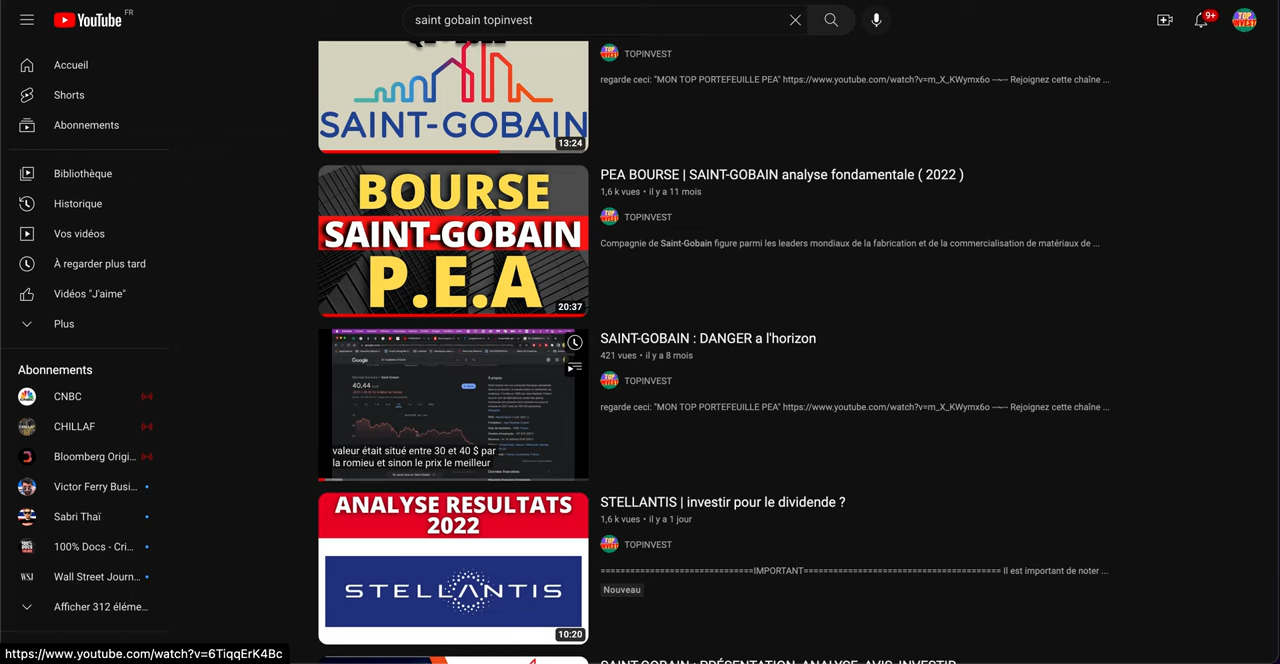 YouTube FR
saint gobain topinvest
9+
TOP INVEST
Accueil
Shorts
Abonnements
Bibliothèque
Historique
Vos vidéos
À regarder plus tard
Vidéos "J'aime"
Plus
Abonnements
CNBC
CHILLAF
Bloomberg Origi...
Victor Ferry Busi...
Sabri Thaï
100% Docs - Cri...
Wall Street Journ...
Afficher 312 éléme...
https://www.youtube.com/watch?v=6TiqqErK4Bc
SAINT-GOBAIN
13:24
TOPINVEST
regarde ceci: "MON TOP PORTEFEUILLE PEA" https://www.youtube.com/watch?v=m_X_KWymx6o ---~-- Rejoignez cette chaîne ...
BOURSE
SAINT-GOBAIN
P.E.A
20:37
PEA BOURSE | SAINT-GOBAIN analyse fondamentale ( 2022 )
1,6 k vues • il y a 11 mois
TOPINVEST
Compagnie de Saint-Gobain figure parmi les leaders mondiaux de la fabrication et de la commercialisation de matériaux de ...
Google
40,44
valeur était situé entre 30 et 40 $ par
la romieu et sinon le prix le meilleur
SAINT-GOBAIN : DANGER a l'horizon
421 vues • il y a 8 mois
TOPINVEST
regarde ceci: "MON TOP PORTEFEUILLE PEA" https://www.youtube.com/watch?v=m_X_KWymx6o ---~-- Rejoignez cette chaîne ...
ANALYSE RESULTATS
2022
STELLANTIS
10:20
STELLANTIS | investir pour le dividende ?
1,6 k vues • il y a 1 jour
TOPINVEST
==============================IMPORTANT================================== Il est important de noter ...
Nouveau
SAINT-GOBAIN : PRÉSENTATION, ANALYSE, AVIS, INVESTIR